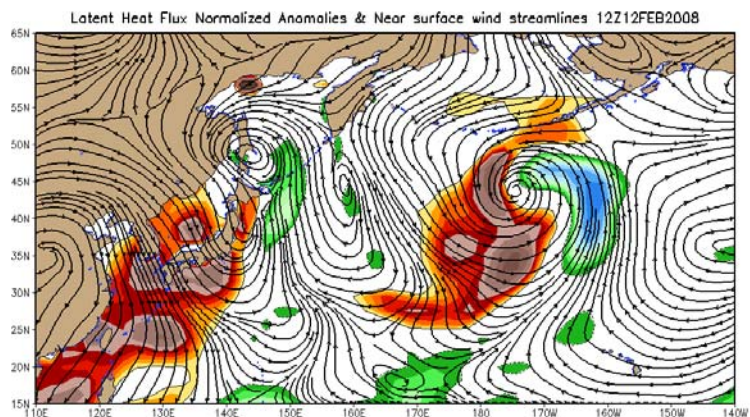 Latent Heat Flux Normalized Anomalies & Near surface wind streamlines 12Z12FEB2008
65N
60N
55N
50N
45N
40N
35N
30N
25N
20N
15N
110E 120E 130E 140E 150E 160E 170E 180 170W 160W 150W 140W